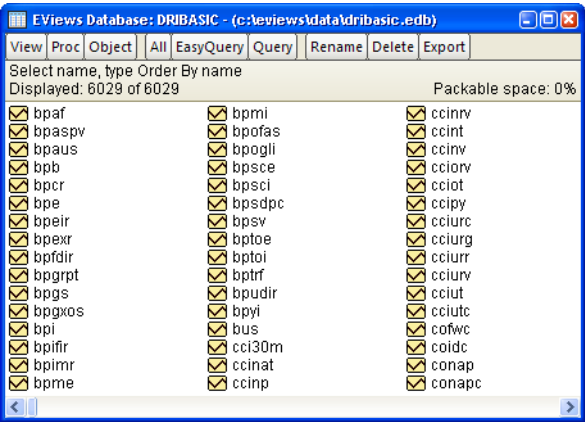 EViews Database: DRIBASIC - (c:\eviews\data\dribasic.edb)
View Proc Object All EasyQuery Query Rename Delete Export
Select name, type Order By name
Displayed: 6029 of 6029 Packable space: 0%
bpaf
bpaspv
bpaus
bpb
bpcr
bpe
bpeir
bpexr
bpfdir
bpgrpt
bpgs
bpgxos
bpi
bpifir
bpimr
bpme
bpmi
bpofas
bpogli
bpsce
bpsci
bpsdpc
bpsv
bptoe
bptoi
bptrf
bpudir
bpyi
bus
cci30m
ccinat
ccinp
ccinrv
ccint
ccinv
cciorv
cciot
ccipy
cciurc
cciurg
cciurr
cciurv
cciut
cciutc
cofwc
coidc
conap
conapc